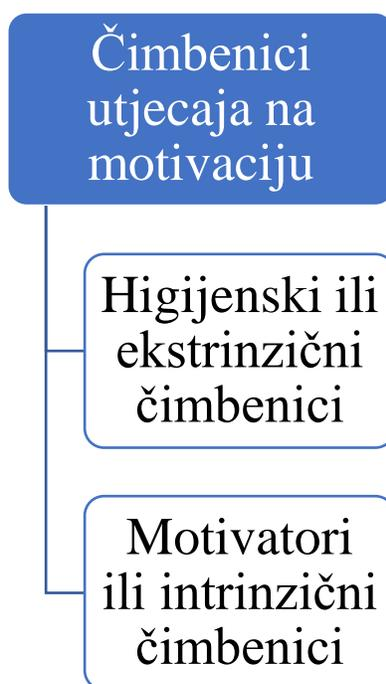 Čimbenici
utjecaja na
motivaciju
Higijenski ili
ekstrinzični
čimbenici
Motivatori
ili intrinzični
čimbenici